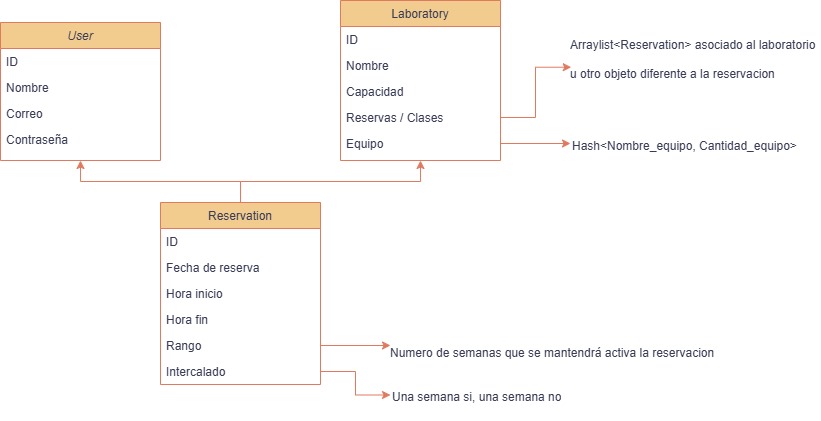 User
ID
Nombre
Correo
Contraseña
Laboratory
ID
Nombre
Capacidad
Reservas / Clases
Equipo
Arraylist<Reservation> asociado al laboratorio
u otro objeto diferente a la reservacion
Hash<Nombre_equipo, Cantidad_equipo>
Reservation
ID
Fecha de reserva
Hora inicio
Hora fin
Rango
Intercalado
Numero de semanas que se mantendrá activa la reservacion
Una semana si, una semana no